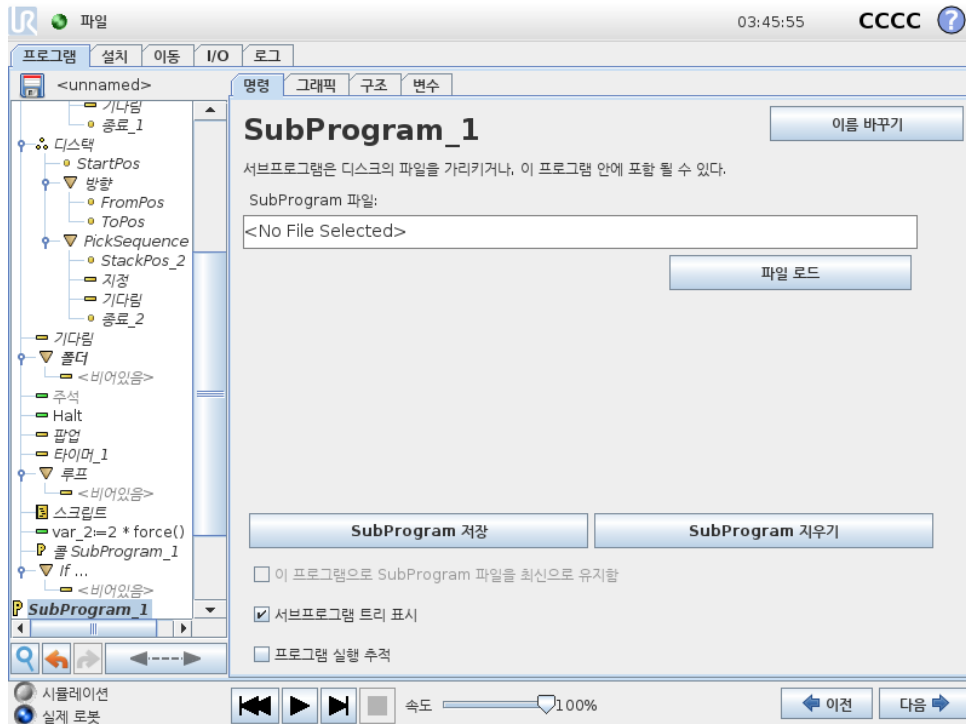 UR 파일 03:45:55 CCCC ?
프로그램 설치 이동 I/O 로그
<unnamed>
명령 그래픽 구조 변수
기다림
종료_1
디스택
StartPos
방향
FromPos
ToPos
PickSequence
StackPos_2
지정
기다림
종료_2
기다림
폴더
<비어있음>
주석
Halt
팝업
타이머_1
루프
<비어있음>
스크립트
var_2≔2 * force()
P 콜 SubProgram_1
If ...
<비어있음>
P SubProgram_1
SubProgram_1
이름 바꾸기
서브프로그램은 디스크의 파일을 가리키거나, 이 프로그램 안에 포함 될 수 있다.
SubProgram 파일:
<No File Selected>
파일 로드
SubProgram 저장 SubProgram 지우기
이 프로그램으로 SubProgram 파일을 최신으로 유지함
서브프로그램 트리 표시
프로그램 실행 추적
시뮬레이션
실제 로봇
속도 100%
이전 다음